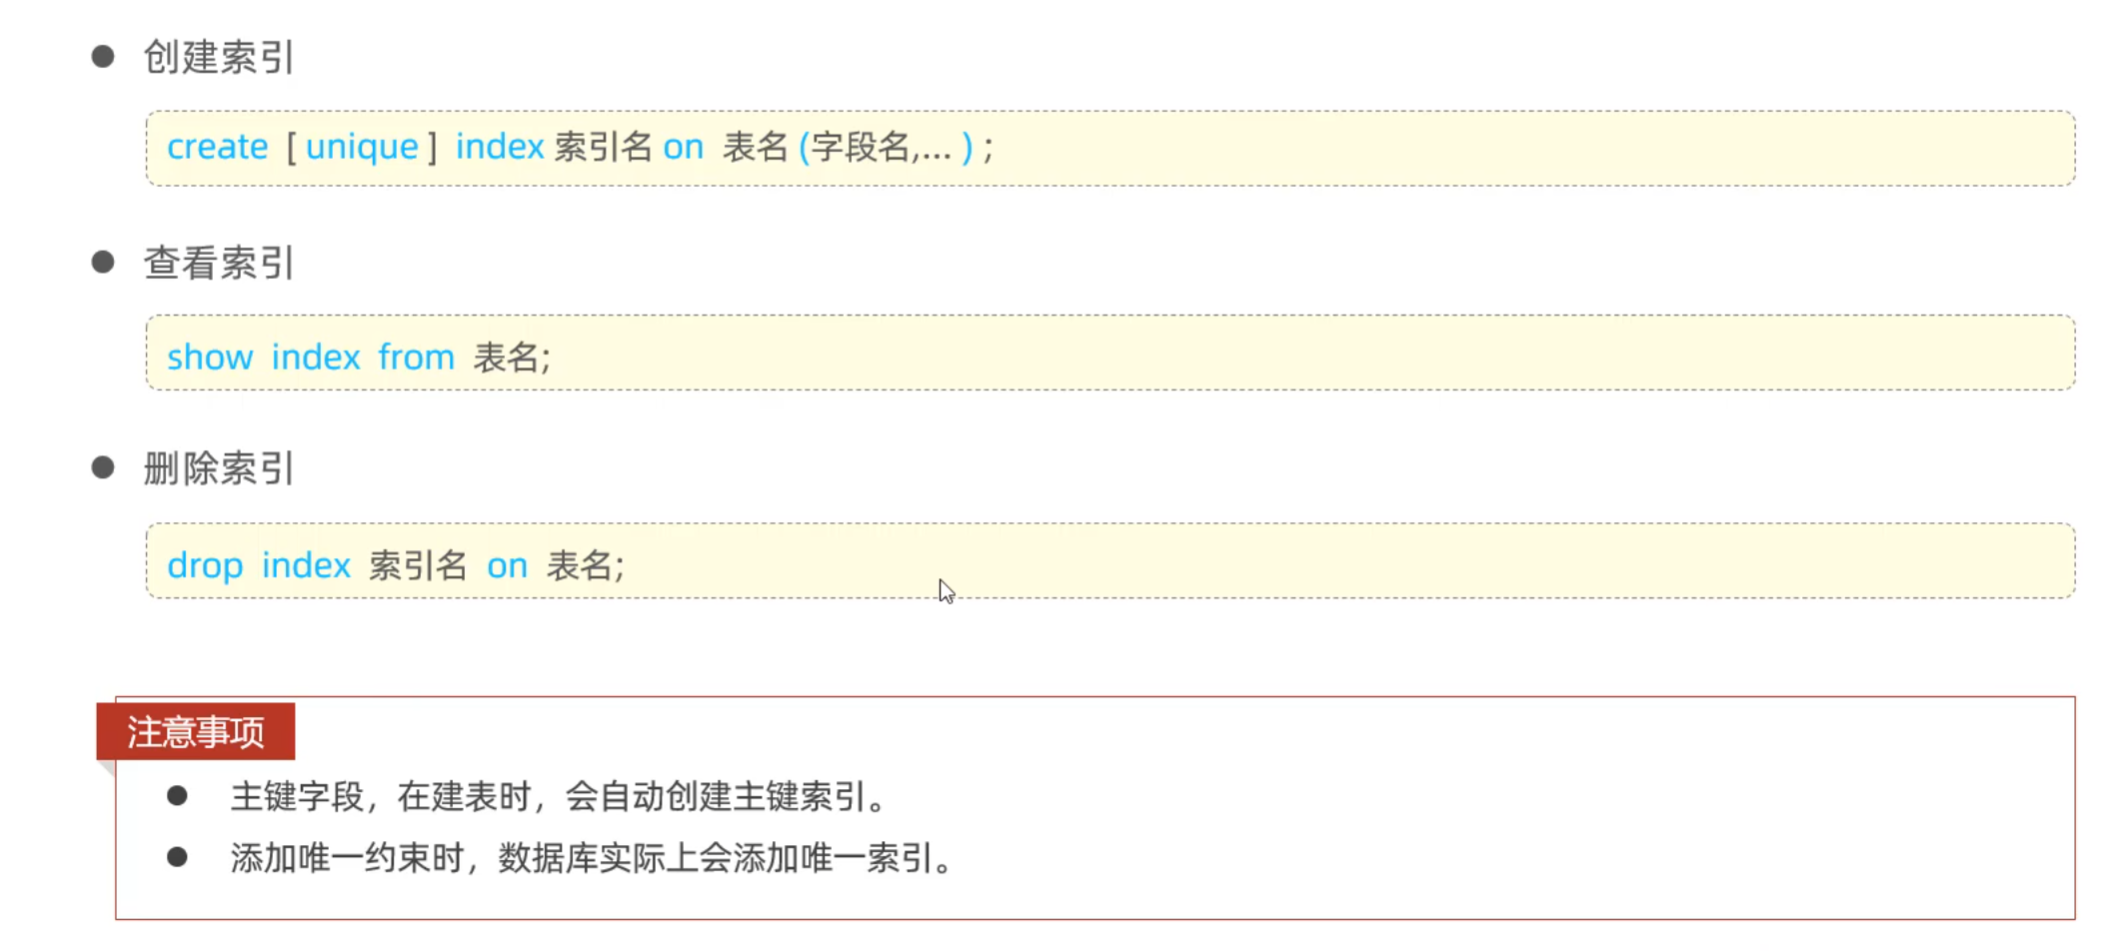 创建索引
create [ unique ] index 索引名 on 表名 (字段名,... ) ;
查看索引
show index from 表名;
删除索引
drop index 索引名 on 表名;
注意事项
主键字段，在建表时，会自动创建主键索引。
添加唯一约束时，数据库实际上会添加唯一索引。